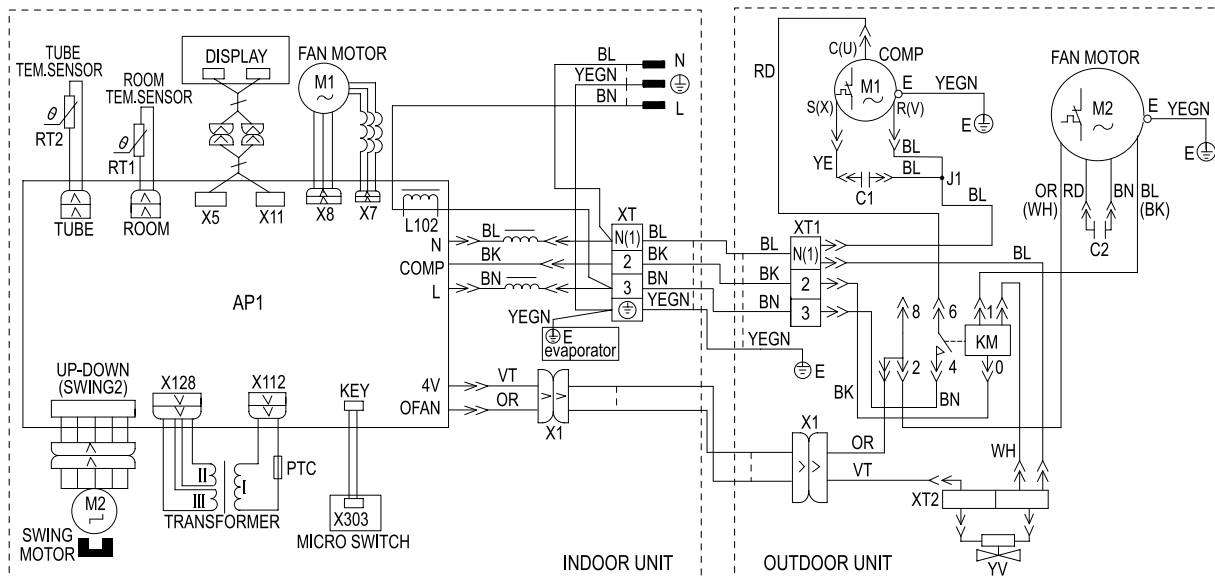 TUBE
TEM.SENSOR
θ
RT2
ROOM
TEM.SENSOR
θ
RT1
DISPLAY
FAN MOTOR
M1
~
TUBE
ROOM
X5
X11
X8
X7
L102
BL
N
YEGN
BN
L
N
BL
COMP
BK
L
BN
AP1
XT
N(1)
2
3
BL
BK
BN
YEGN
YEGN
E
evaporator
UP-DOWN
(SWING2)
X128
X112
KEY
4V
VT
OFAN
OR
X1
II
III
I
PTC
M2
SWING
MOTOR
TRANSFORMER
X303
MICRO SWITCH
INDOOR UNIT
RD
C(U)
COMP
M1
~
S(X)
R(V)
E
YEGN
E
YE
C1
BL
BL
J1
BL
FAN MOTOR
M2
~
E
YEGN
E
OR
(WH)
RD
BN
BL
(BK)
C2
XT1
N(1)
2
3
BL
BK
BN
BL
YEGN
E
8
6
1
KM
2
4
0
BK
BN
X1
OR
VT
WH
XT2
YV
OUTDOOR UNIT